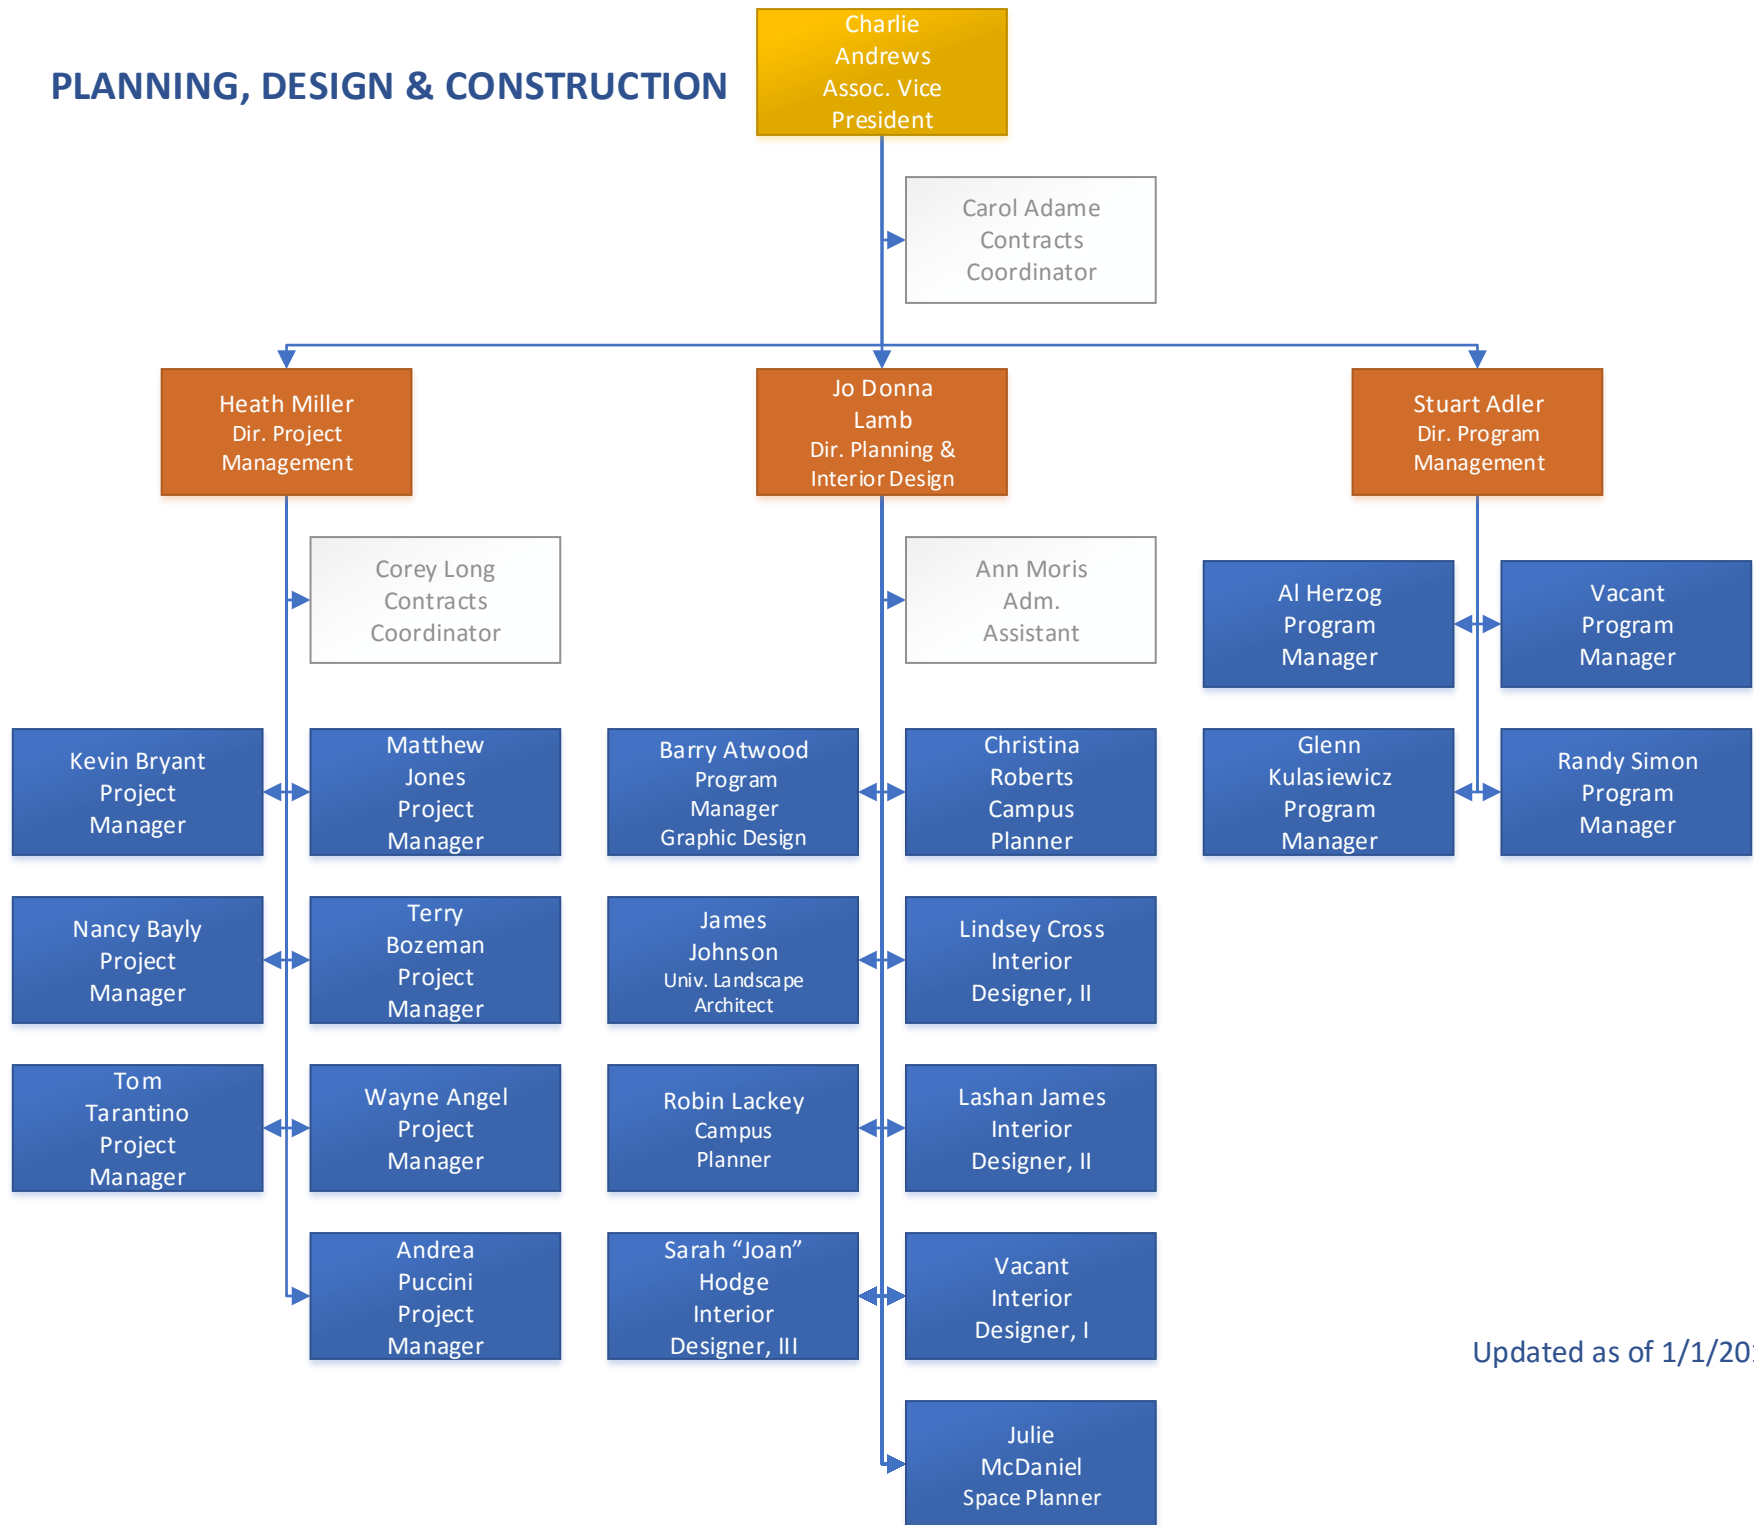 PLANNING, DESIGN & CONSTRUCTION
Charlie
Andrews
Assoc. Vice
President
Carol Adame
Contracts
Coordinator
Heath Miller
Dir. Project
Management
Jo Donna
Lamb
Dir. Planning &
Interior Design
Stuart Adler
Dir. Program
Management
Corey Long
Contracts
Coordinator
Ann Moris
Adm.
Assistant
Al Herzog
Program
Manager
Vacant
Program
Manager
Kevin Bryant
Project
Manager
Matthew
Jones
Project
Manager
Barry Atwood
Program
Manager
Graphic Design
Christina
Roberts
Campus
Planner
Glenn
Kulasiewicz
Program
Manager
Randy Simon
Program
Manager
Nancy Bayly
Project
Manager
Terry
Bozeman
Project
Manager
James
Johnson
Univ. Landscape
Architect
Lindsey Cross
Interior
Designer, II
Tom
Tarantino
Project
Manager
Wayne Angel
Project
Manager
Robin Lackey
Campus
Planner
Lashan James
Interior
Designer, II
Andrea
Puccini
Project
Manager
Sarah “Joan”
Hodge
Interior
Designer, III
Vacant
Interior
Designer, I
Updated as of
Julie
McDaniel
Space Planner